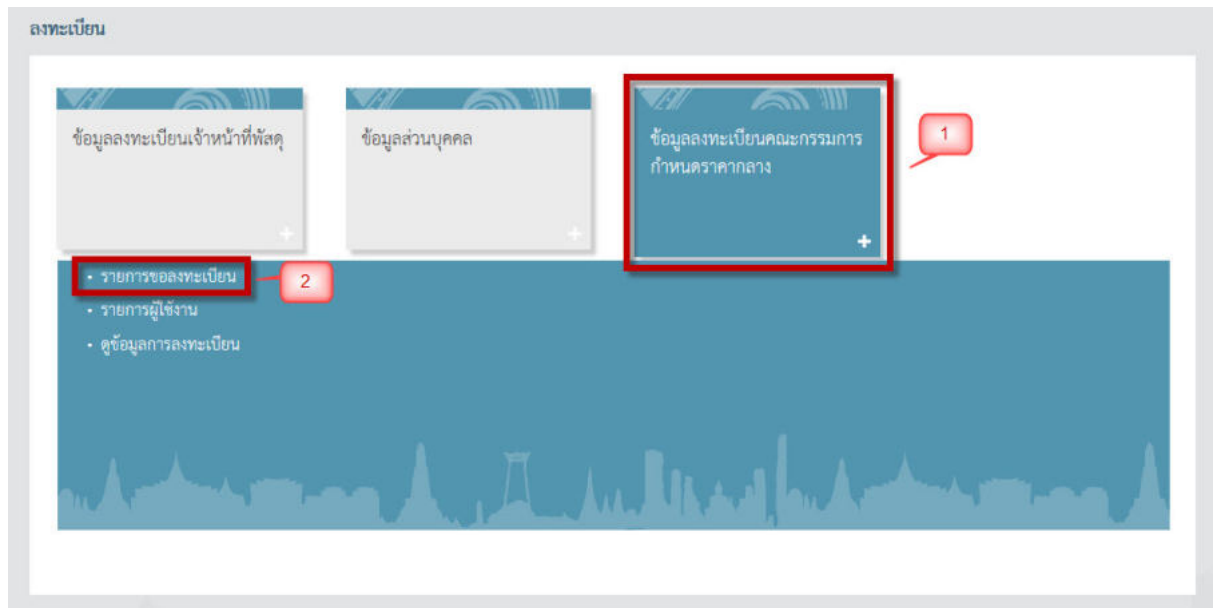 ลงทะเบียน
ข้อมูลลงทะเบียนเจ้าหน้าที่พัสดุ
ข้อมูลส่วนบุคคล
ข้อมูลลงทะเบียนคณะกรรมการ
กำหนดราคากลาง
1
• รายการขอลงทะเบียน
2
• รายการผู้ใช้งาน
• ดูข้อมูลการลงทะเบียน